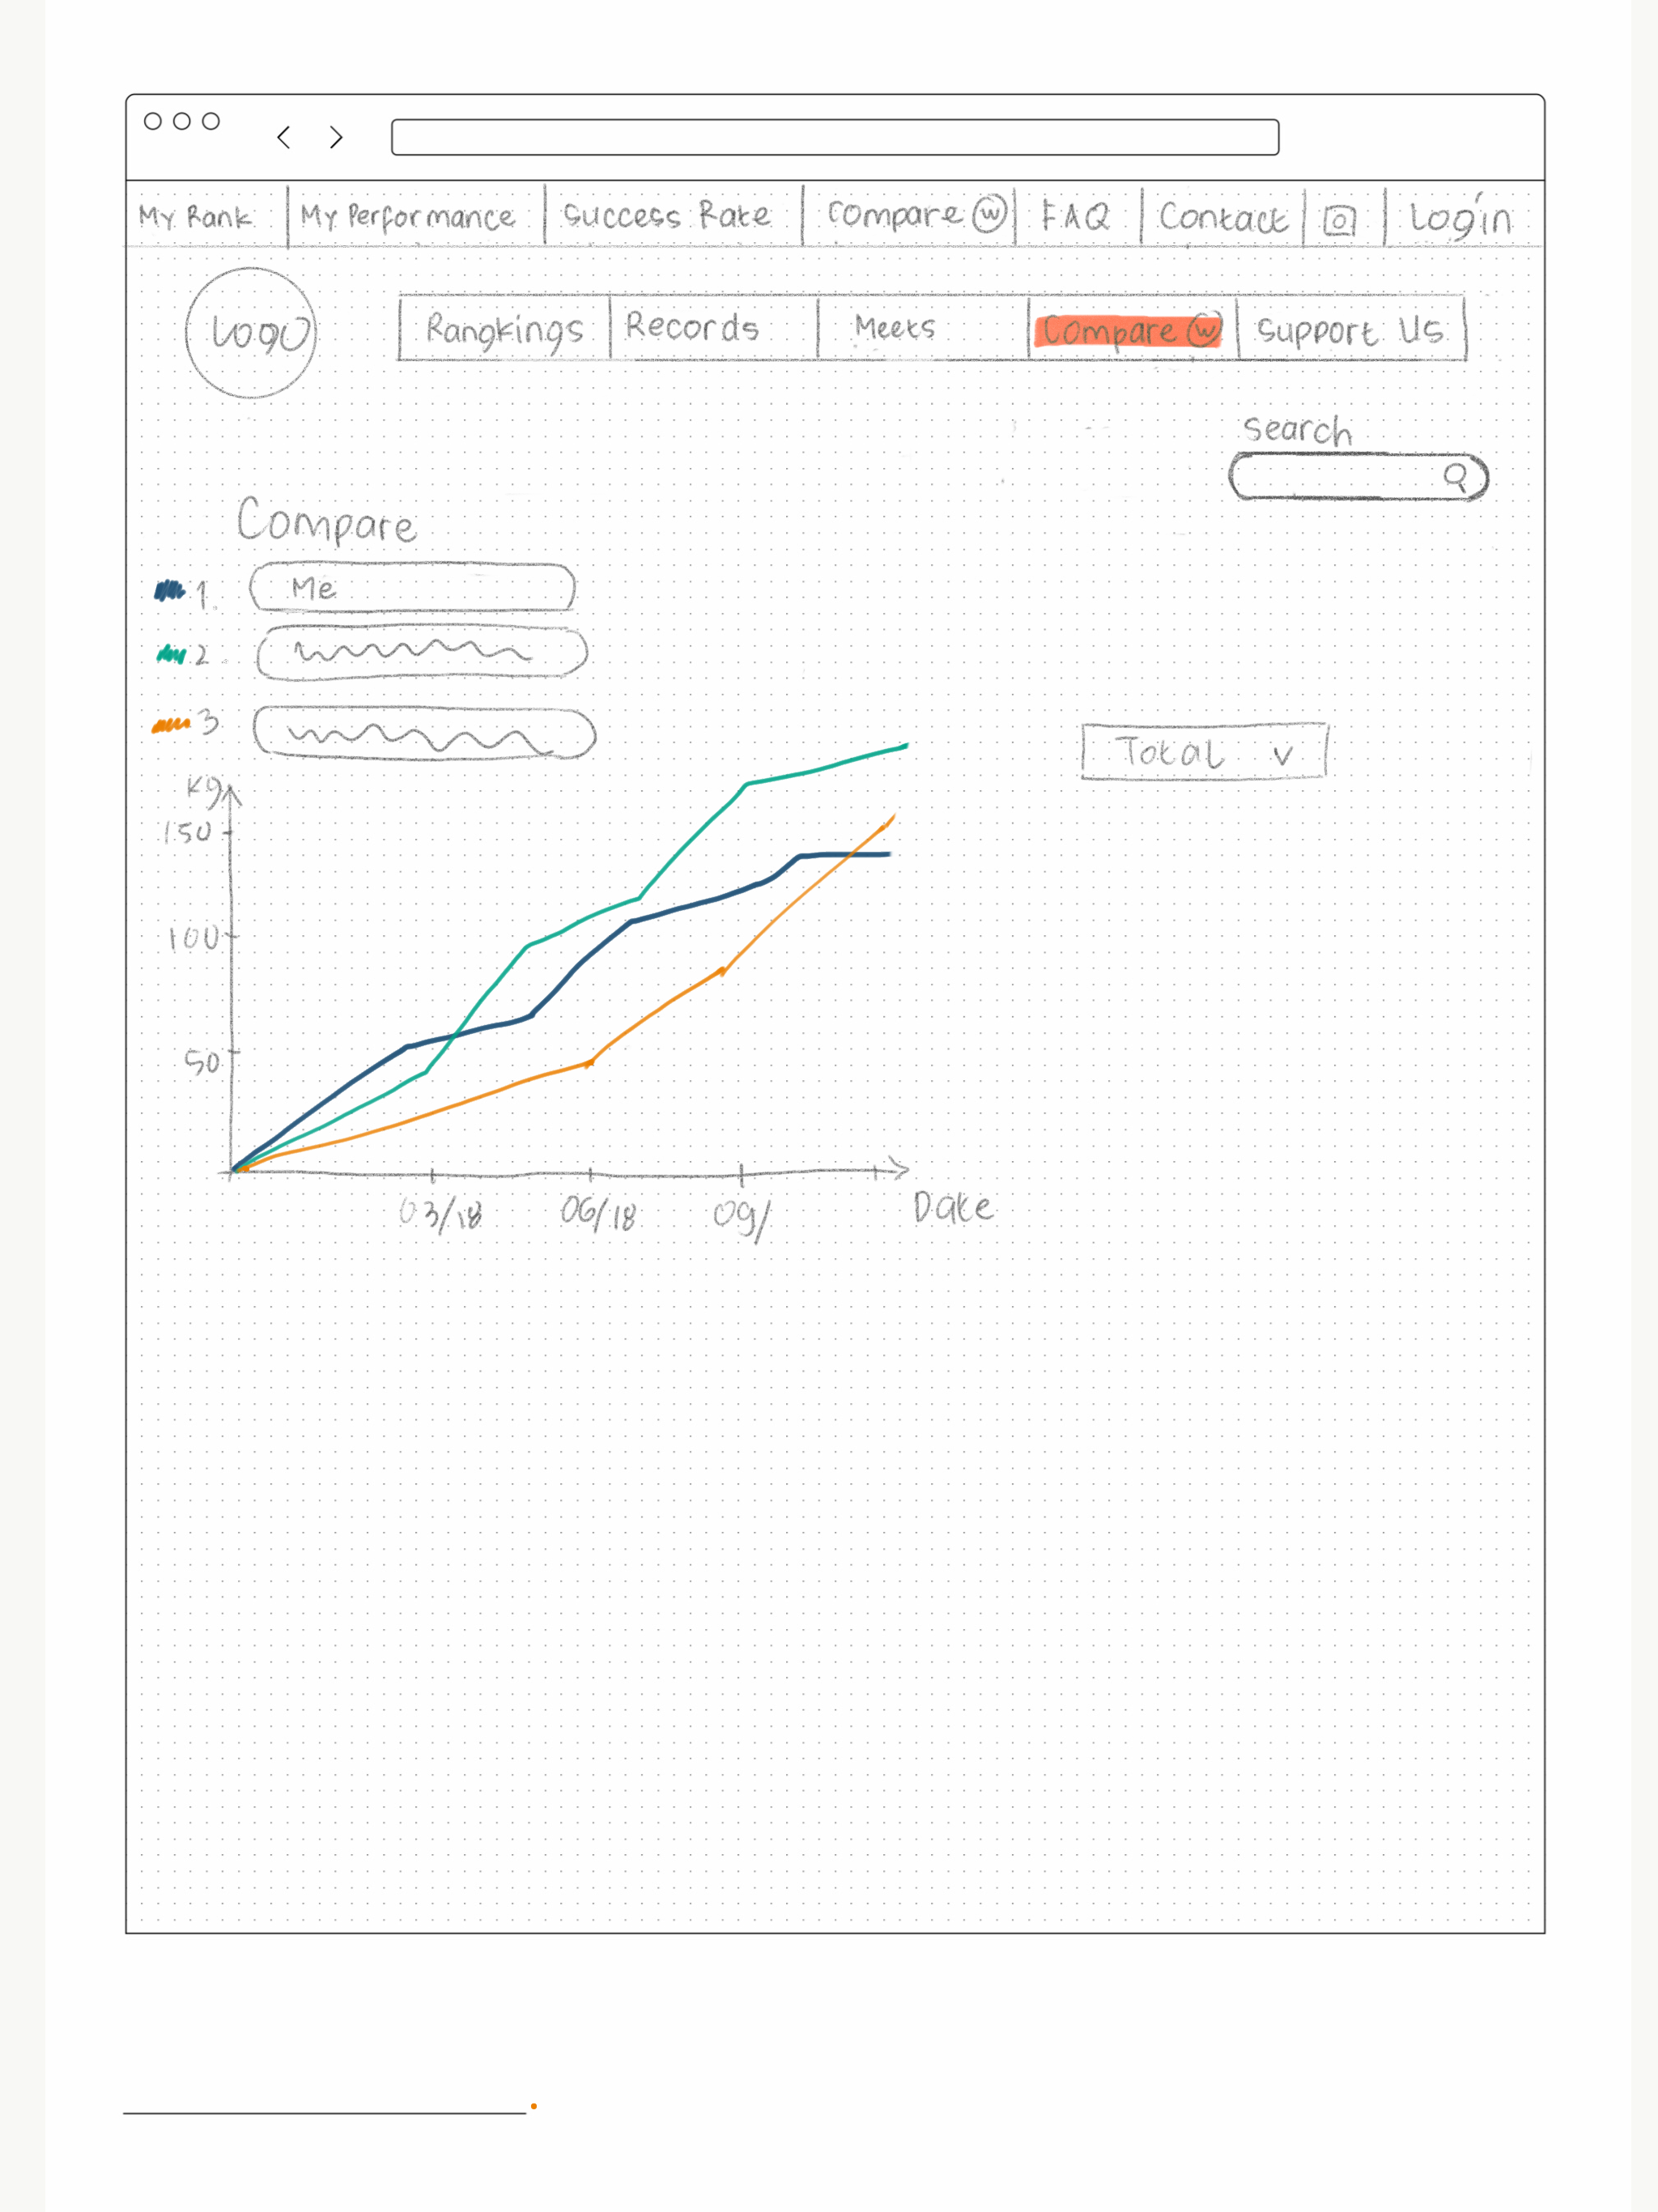 My Rank My Performance Success Rate Compare W FAQ Contact Login
Logo Rangkings Records Meets Compare W Support Us
Search
Compare
1. Me
2.
3
Kg
150
100
50
03/18 06/18 09/ Date
Total v